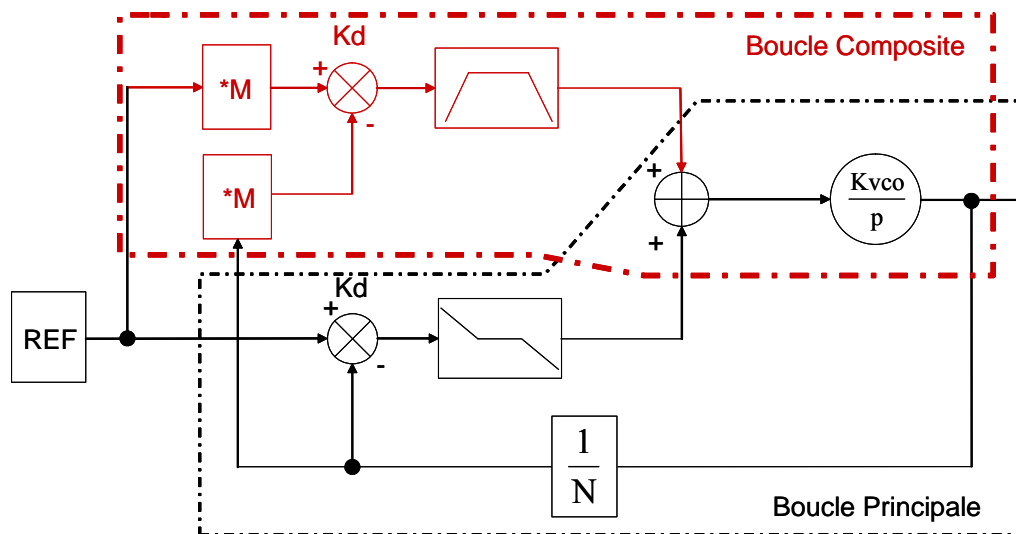 Kd
Boucle Composite
*M
+
-
*M
+
+
Kvco
p
REF
Kd
+
-
1
N
Boucle Principale